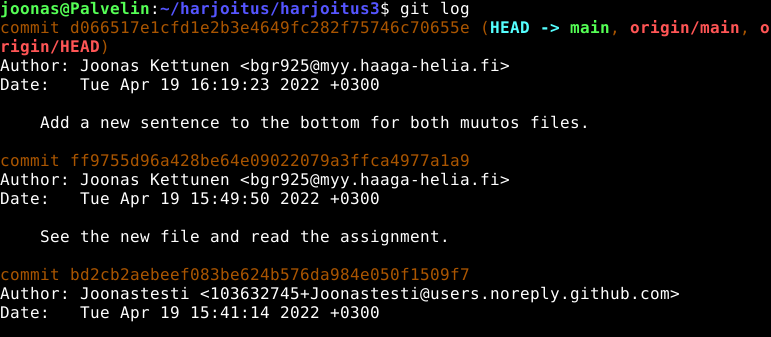 joonas@Palvelin:~/harjoitus/harjoitus3$ git log
commit d066517e1cfd1e2b3e4649fc282f75746c70655e (HEAD -> main, origin/main, o
rigin/HEAD)
Author: Joonas Kettunen <bgr925@myy.haaga-helia.fi>
Date:   Tue Apr 19 16:19:23 2022 +0300
    Add a new sentence to the bottom for both muutos files.
commit ff9755d96a428be64e09022079a3ffca4977a1a9
Author: Joonas Kettunen <bgr925@myy.haaga-helia.fi>
Date:   Tue Apr 19 15:49:50 2022 +0300
    See the new file and read the assignment.
commit bd2cb2aebeef083be624b576da984e050f1509f7
Author: Joonastesti <103632745+Joonastesti@users.noreply.github.com>
Date:   Tue Apr 19 15:41:14 2022 +0300